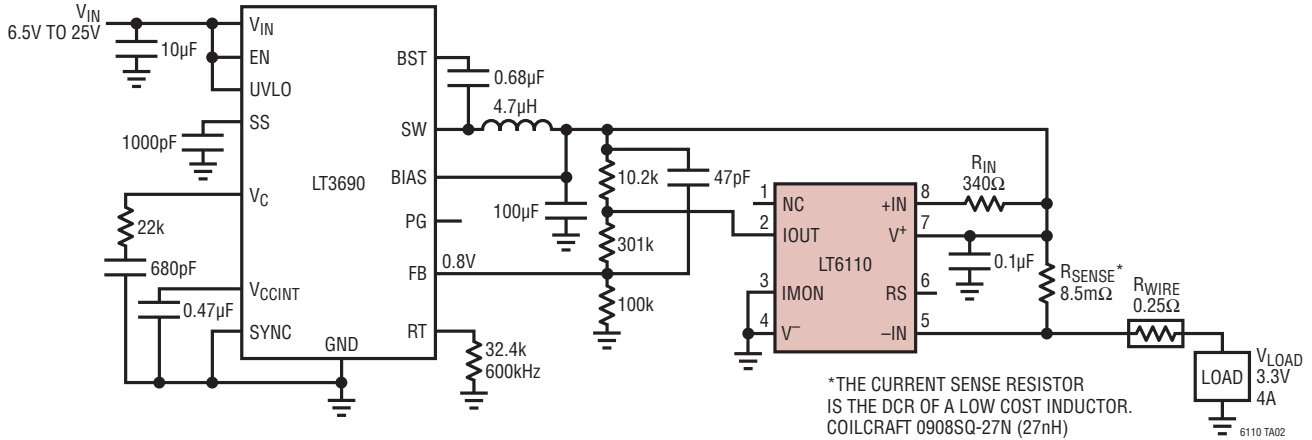 VIN
6.5V TO 25V
10µF
VIN
EN
UVLO
SS
1000pF
VC
22k
680pF
VCCINT
0.47µF
SYNC
GND
LT3690
BST
0.68µF
SW
4.7µH
BIAS
100µF
PG
FB
0.8V
RT
32.4k
600kHz
10.2k
47pF
301k
100k
1
NC
2
IOUT
3
IMON
4
V–
LT6110
8
+IN
7
V+
6
RS
5
–IN
RIN
340Ω
0.1µF
RSENSE*
8.5mΩ
RWIRE
0.25Ω
LOAD
VLOAD
3.3V
4A
*THE CURRENT SENSE RESISTOR
IS THE DCR OF A LOW COST INDUCTOR.
COILCRAFT 0908SQ-27N (27nH)
6110 TA02